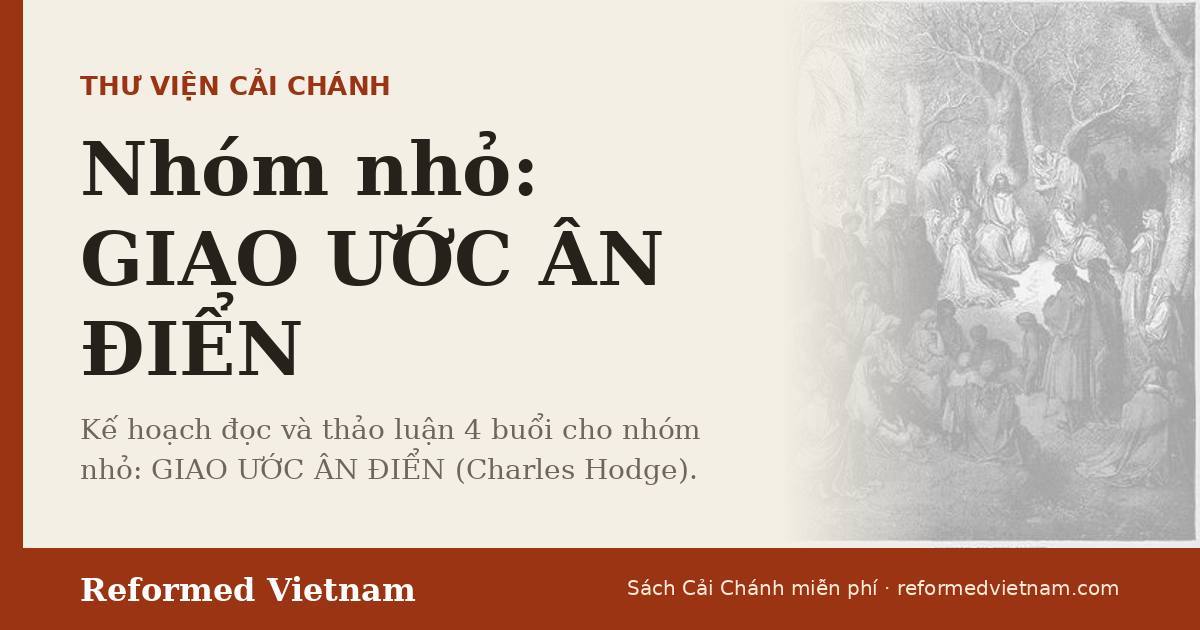 THƯ VIỆN CẢI CHÁNH
Nhóm nhỏ:
GIAO ƯỚC ÂN
ĐIỂN
Kế hoạch đọc và thảo luận 4 buổi cho nhóm
nhỏ: GIAO ƯỚC ÂN ĐIỂN (Charles Hodge).
Reformed Vietnam
Sách Cải Chánh miễn phí · reformedvietnam.com